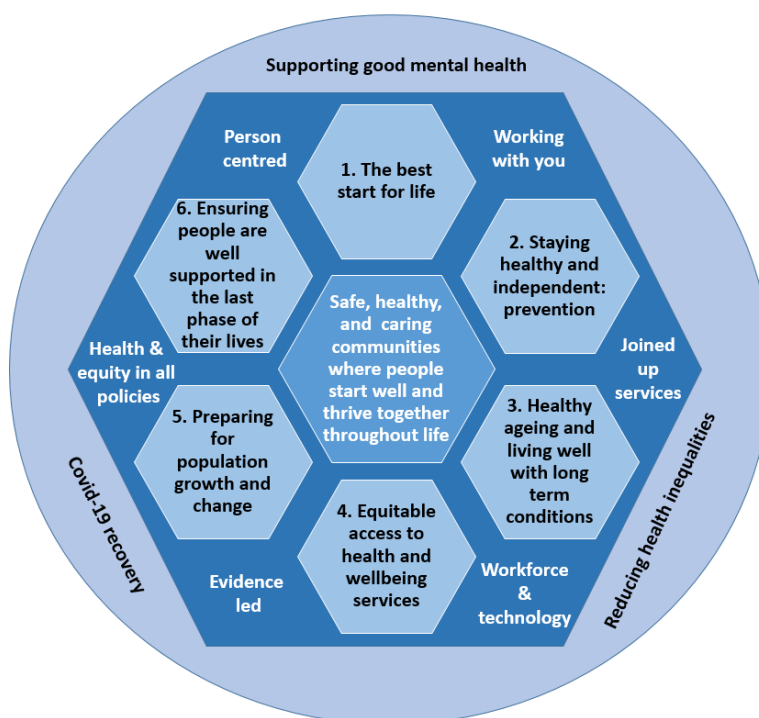 Supporting good mental health
Person
centred
Working
with you
1. The best
start for life
6. Ensuring
people are
well
supported in
the last
phase of
their lives
2. Staying
healthy and
independent:
prevention
Safe, healthy,
and caring
communities
where people
start well and
thrive together
throughout life
Health &
equity in all
policies
Joined
up
services
5. Preparing
for
population
growth and
change
3. Healthy
ageing and
living well
with long
term
conditions
4. Equitable
access to
health and
wellbeing
services
Evidence
led
Workforce
&
technology
Covid-19 recovery
Reducing health inequalities